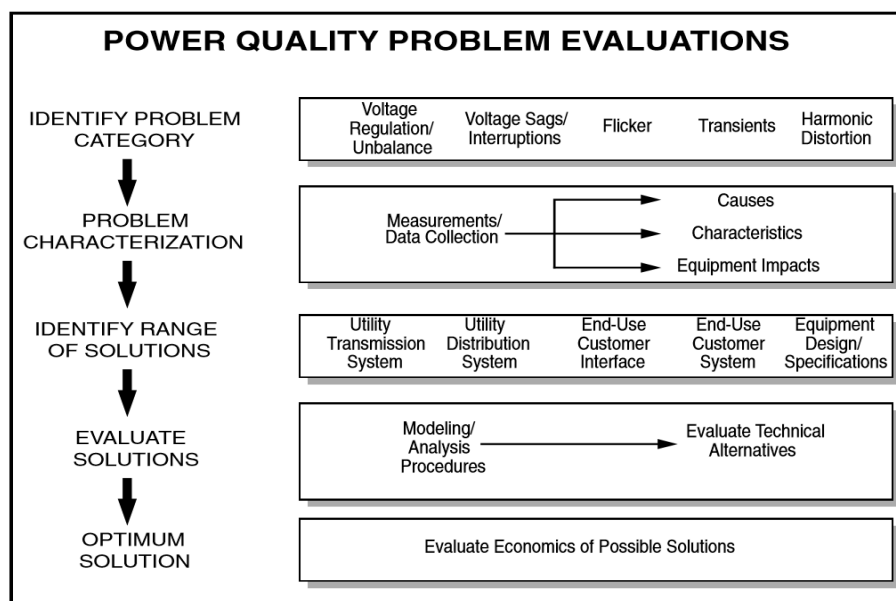 POWER QUALITY PROBLEM EVALUATIONS
IDENTIFY PROBLEM
CATEGORY
Voltage
Regulation/
Unbalance
Voltage Sags/
Interruptions
Flicker
Transients
Harmonic
Distortion
PROBLEM
CHARACTERIZATION
Measurements/
Data Collection
Causes
Characteristics
Equipment Impacts
IDENTIFY RANGE
OF SOLUTIONS
Utility
Transmission
System
Utility
Distribution
System
End-Use
Customer
Interface
End-Use
Customer
System
Equipment
Design/
Specifications
EVALUATE
SOLUTIONS
Modeling/
Analysis
Procedures
Evaluate Technical
Alternatives
OPTIMUM
SOLUTION
Evaluate Economics of Possible Solutions